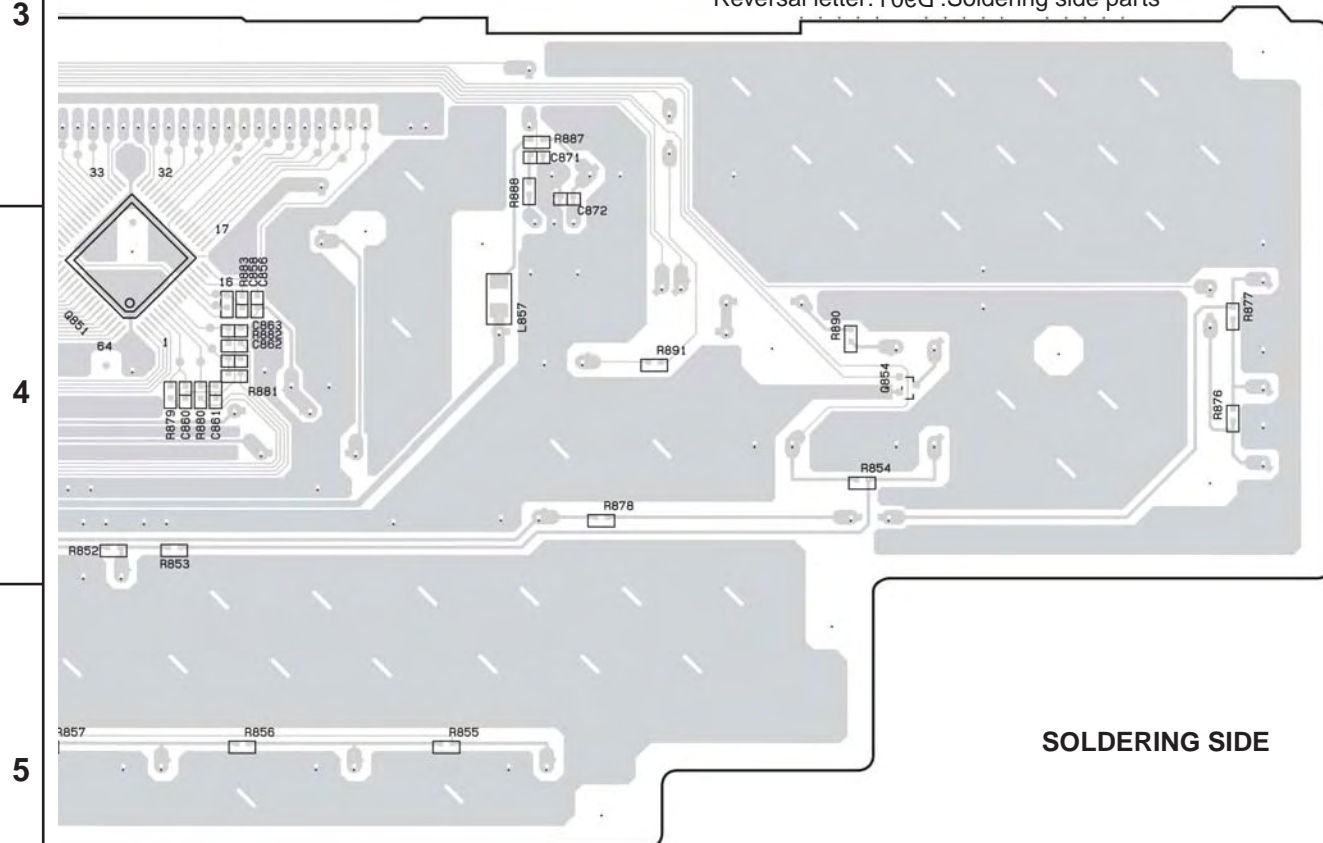 3
Reversal letter: D901 :Soldering side parts
R887
C871
33
32
R888
C872
17
16
R883
C858
C856
L857
Q851
C863
R882
C862
R890
R877
64
1
R891
Q854
R881
4
R879
C860
R880
C861
R876
R854
R878
R852
R853
R857
R856
R855
SOLDERING SIDE
5